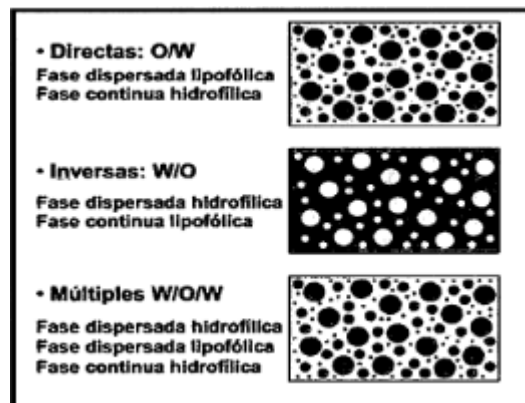 • Directas: O/W
Fase dispersada lipofólica
Fase continua hidrofílica
• Inversas: W/O
Fase dispersada hidrofílica
Fase continua lipofólica
• Múltiples W/O/W
Fase dispersada hidrofílica
Fase dispersada lipofólica
Fase continua hidrofílica